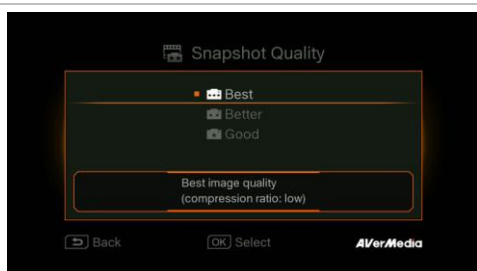 Snapshot Quality
Best
Better
Good
Best image quality
(compression ratio: low)
Back
OK Select
AVerMedia